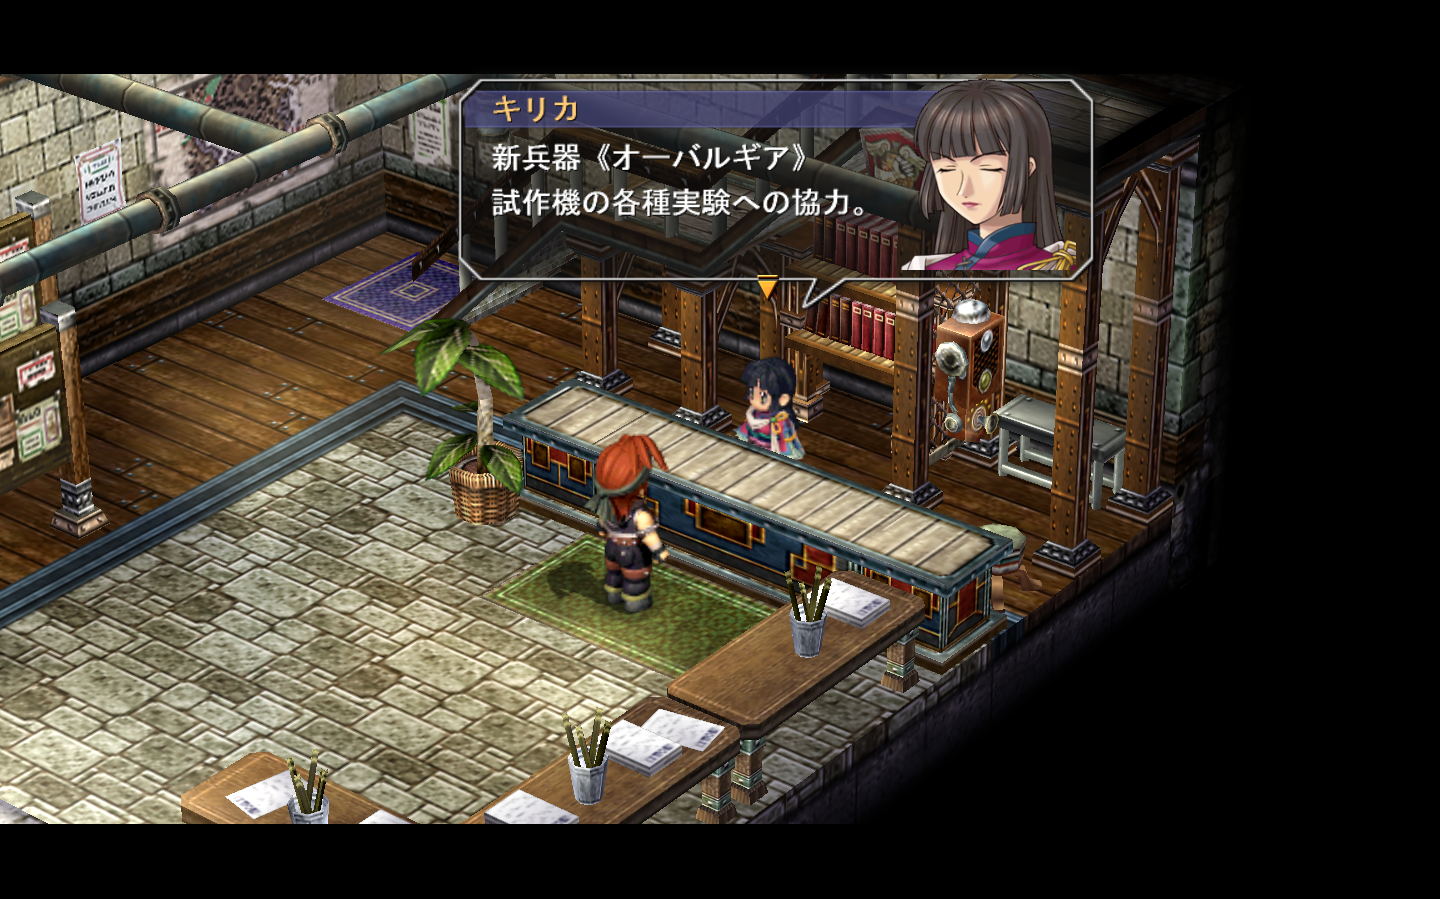 キリカ
新兵器《オーバルギア》
試作機の各種実験への協力。